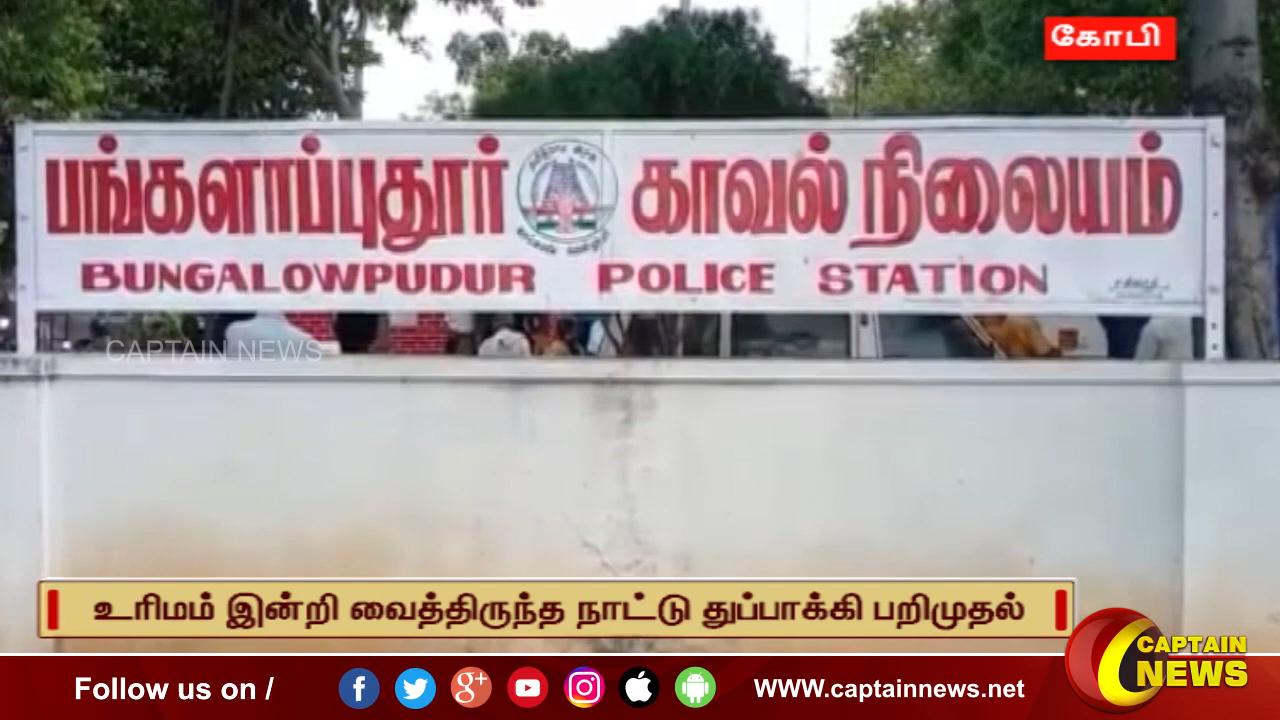 கோபி
பங்களாப்புதூர் காவல் நிலையம்
BUNGALOWPUDUR POLICE STATION
CAPTAIN NEWS
உரிமம் இன்றி வைத்திருந்த நாட்டு துப்பாக்கி பறிமுதல்
Follow us on / WWW.captainnews.net
CAPTAIN
NEWS